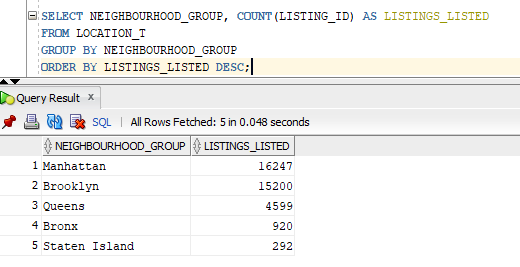 SELECT NEIGHBOURHOOD_GROUP, COUNT(LISTING_ID) AS LISTINGS_LISTED
FROM LOCATION_T
GROUP BY NEIGHBOURHOOD_GROUP
ORDER BY LISTINGS_LISTED DESC;
Query Result x
SQL | All Rows Fetched: 5 in 0.048 seconds
NEIGHBOURHOOD_GROUP LISTINGS_LISTED
1 Manhattan 16247
2 Brooklyn 15200
3 Queens 4599
4 Bronx 920
5 Staten Island 292